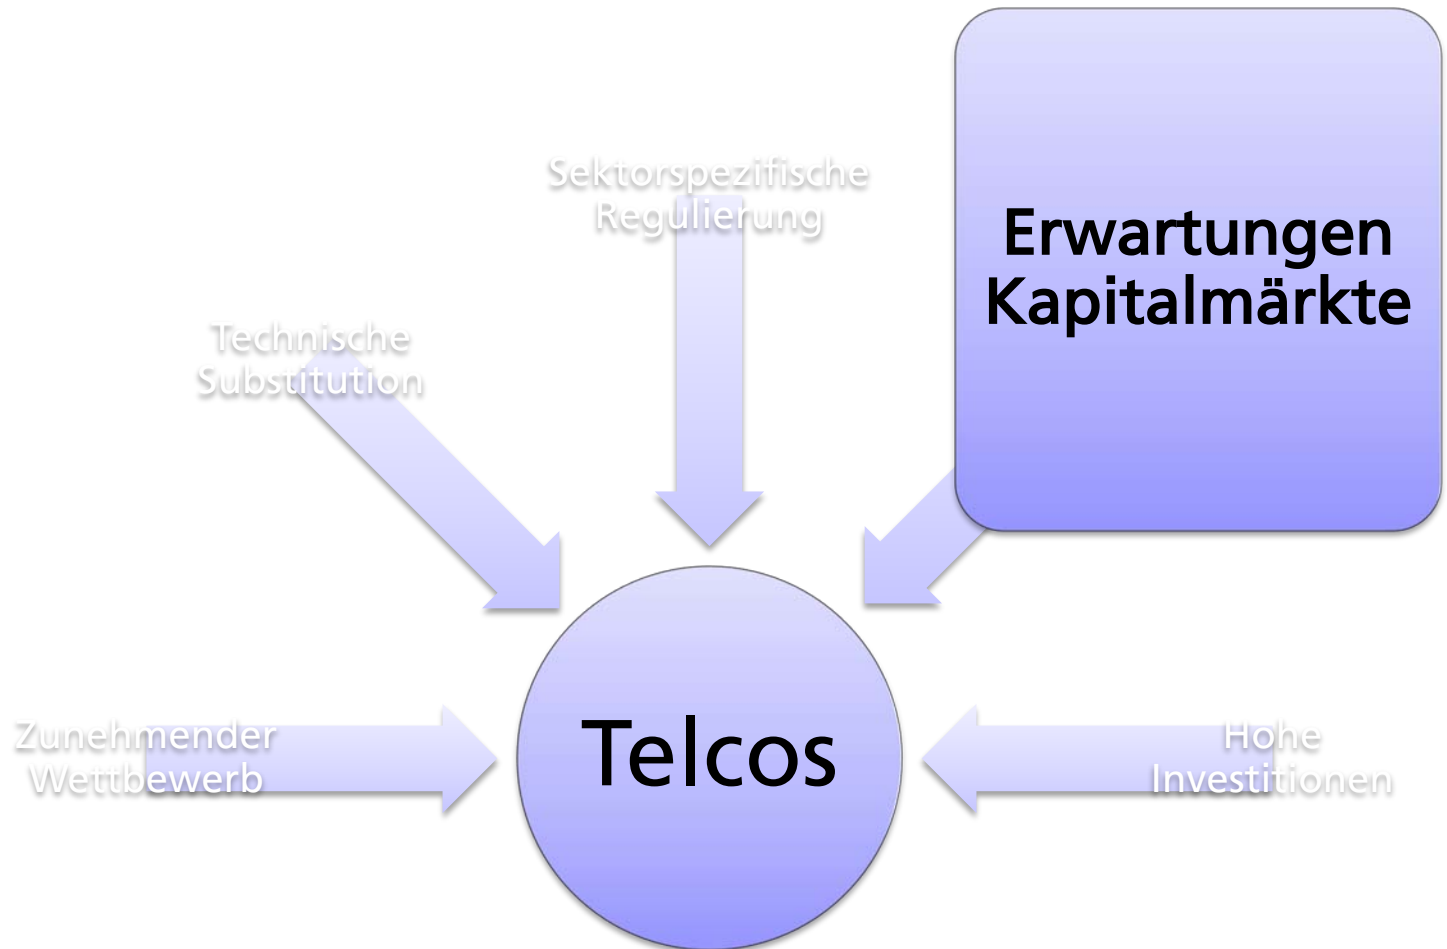 Sektorspezifische
Regulierung
Erwartungen
Kapitalmärkte
Technische
Substitution
Zunehmender
Wettbewerb
Telcos
Hohe
Investitionen